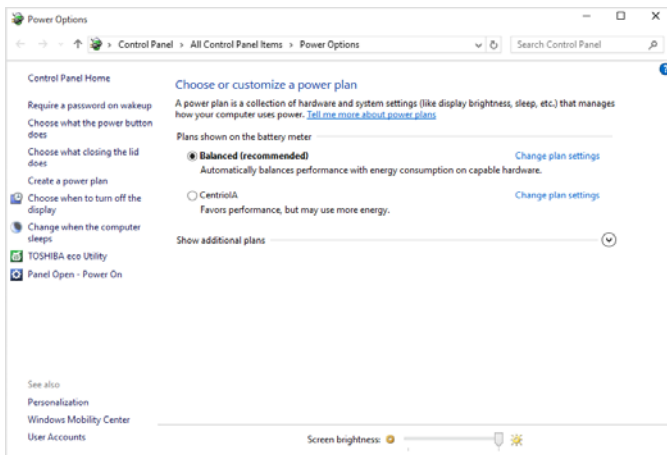 Power Options
Control Panel > All Control Panel Items > Power Options
Search Control Panel
Control Panel Home
Require a password on wakeup
Choose what the power button
does
Choose what closing the lid
does
Create a power plan
Choose when to turn off the
display
Change when the computer
sleeps
TOSHIBA eco Utility
Panel Open - Power On
See also
Personalization
Windows Mobility Center
User Accounts
Choose or customize a power plan
A power plan is a collection of hardware and system settings (like display brightness, sleep, etc.) that manages
how your computer uses power. Tell me more about power plans
Plans shown on the battery meter
Balanced (recommended) Change plan settings
Automatically balances performance with energy consumption on capable hardware.
CentriolA Change plan settings
Favors performance, but may use more energy.
Show additional plans
Screen brightness: